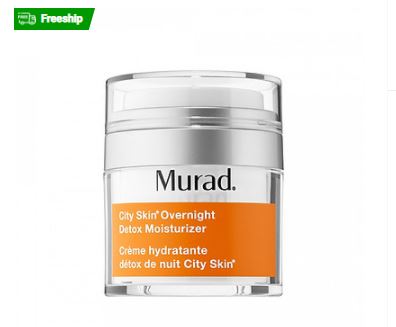 Freeship
Murad.
City Skin® Overnight
Detox Moisturizer
Crème hydratante
détox de nuit City Skin®